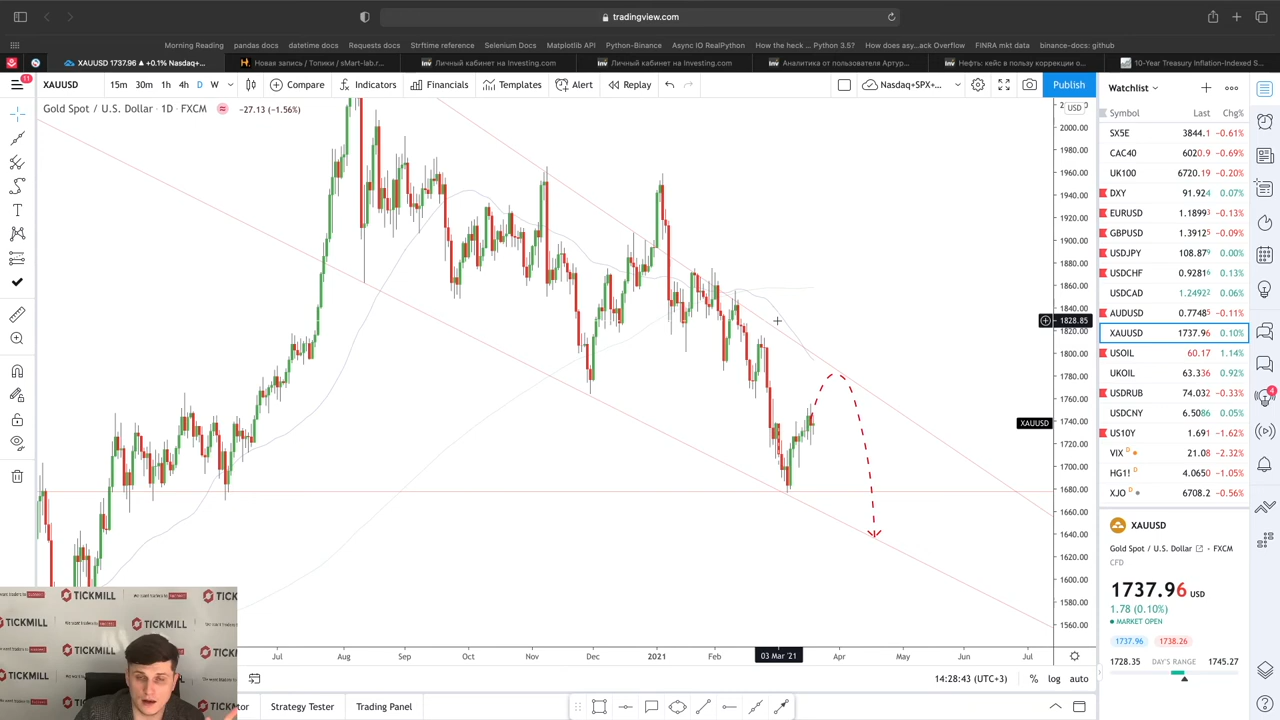 tradingview.com
Morning Reading pandas docs datetime docs Requests docs Strftime reference Selenium Docs Matplotlib API Python-Binance Async IO RealPython How the heck ... Python 3.5? How does asy...ack Overflow FINRA mkt data binance-docs: github
XAUUSD 1737.96 ▲ +0.1% Nasdaq+... Новая запись / Топики / sMart-lab.r... Личный кабинет на Investing.com Личный кабинет на Investing.com Аналитика от пользователя Артур... Нефть: кейс в пользу коррекции о... 10-Year Treasury Inflation-Indexed S...
11 XAUUSD 15m 30m 1h 4h D W Compare Indicators Financials Templates Alert Replay Nasdaq+SPX+... Publish
Gold Spot / U.S. Dollar · 1D · FXCM −27.13 (−1.56%)
USD
2000.00
1980.00
1960.00
1940.00
1920.00
1900.00
1880.00
1860.00
1840.00
1828.85
1820.00
1800.00
1780.00
1760.00
XAUUSD
1740.00
1720.00
1700.00
1680.00
1660.00
1640.00
1620.00
1600.00
1580.00
1560.00
Jul Aug Sep Oct Nov Dec 2021 Feb 03 Mar '21 Apr May Jun Jul
14:28:43 (UTC+3) % log auto
Strategy Tester Trading Panel
Watchlist
Symbol Last Chg%
SX5E 3844.1 −0.61%
CAC40 6020.9 −0.69%
UK100 6720.19 −0.20%
DXY 91.924 0.07%
EURUSD 1.18993 −0.13%
GBPUSD 1.39125 −0.09%
USDJPY 108.879 0.00%
USDCHF 0.92816 0.13%
USDCAD 1.24922 0.06%
AUDUSD 0.77485 −0.11%
XAUUSD 1737.96 0.10%
USOIL 60.17 1.14%
UKOIL 63.336 0.92%
USDRUB 74.032 −0.33%
USDCNY 6.5086 0.05%
US10Y 1.691 −1.62%
VIX D 21.08 −2.32%
HG1! D 4.0650 −1.05%
XJO D 6708.2 −0.56%
4
XAUUSD
Gold Spot / U.S. Dollar · FXCM
CFD
1737.96 USD
1.78 (0.10%)
MARKET OPEN
1737.96 1738.26
1728.35 DAY'S RANGE 1745.27
TICKMILL
TICKMILL
TICKMILL
TICKMILL
TICKMILL